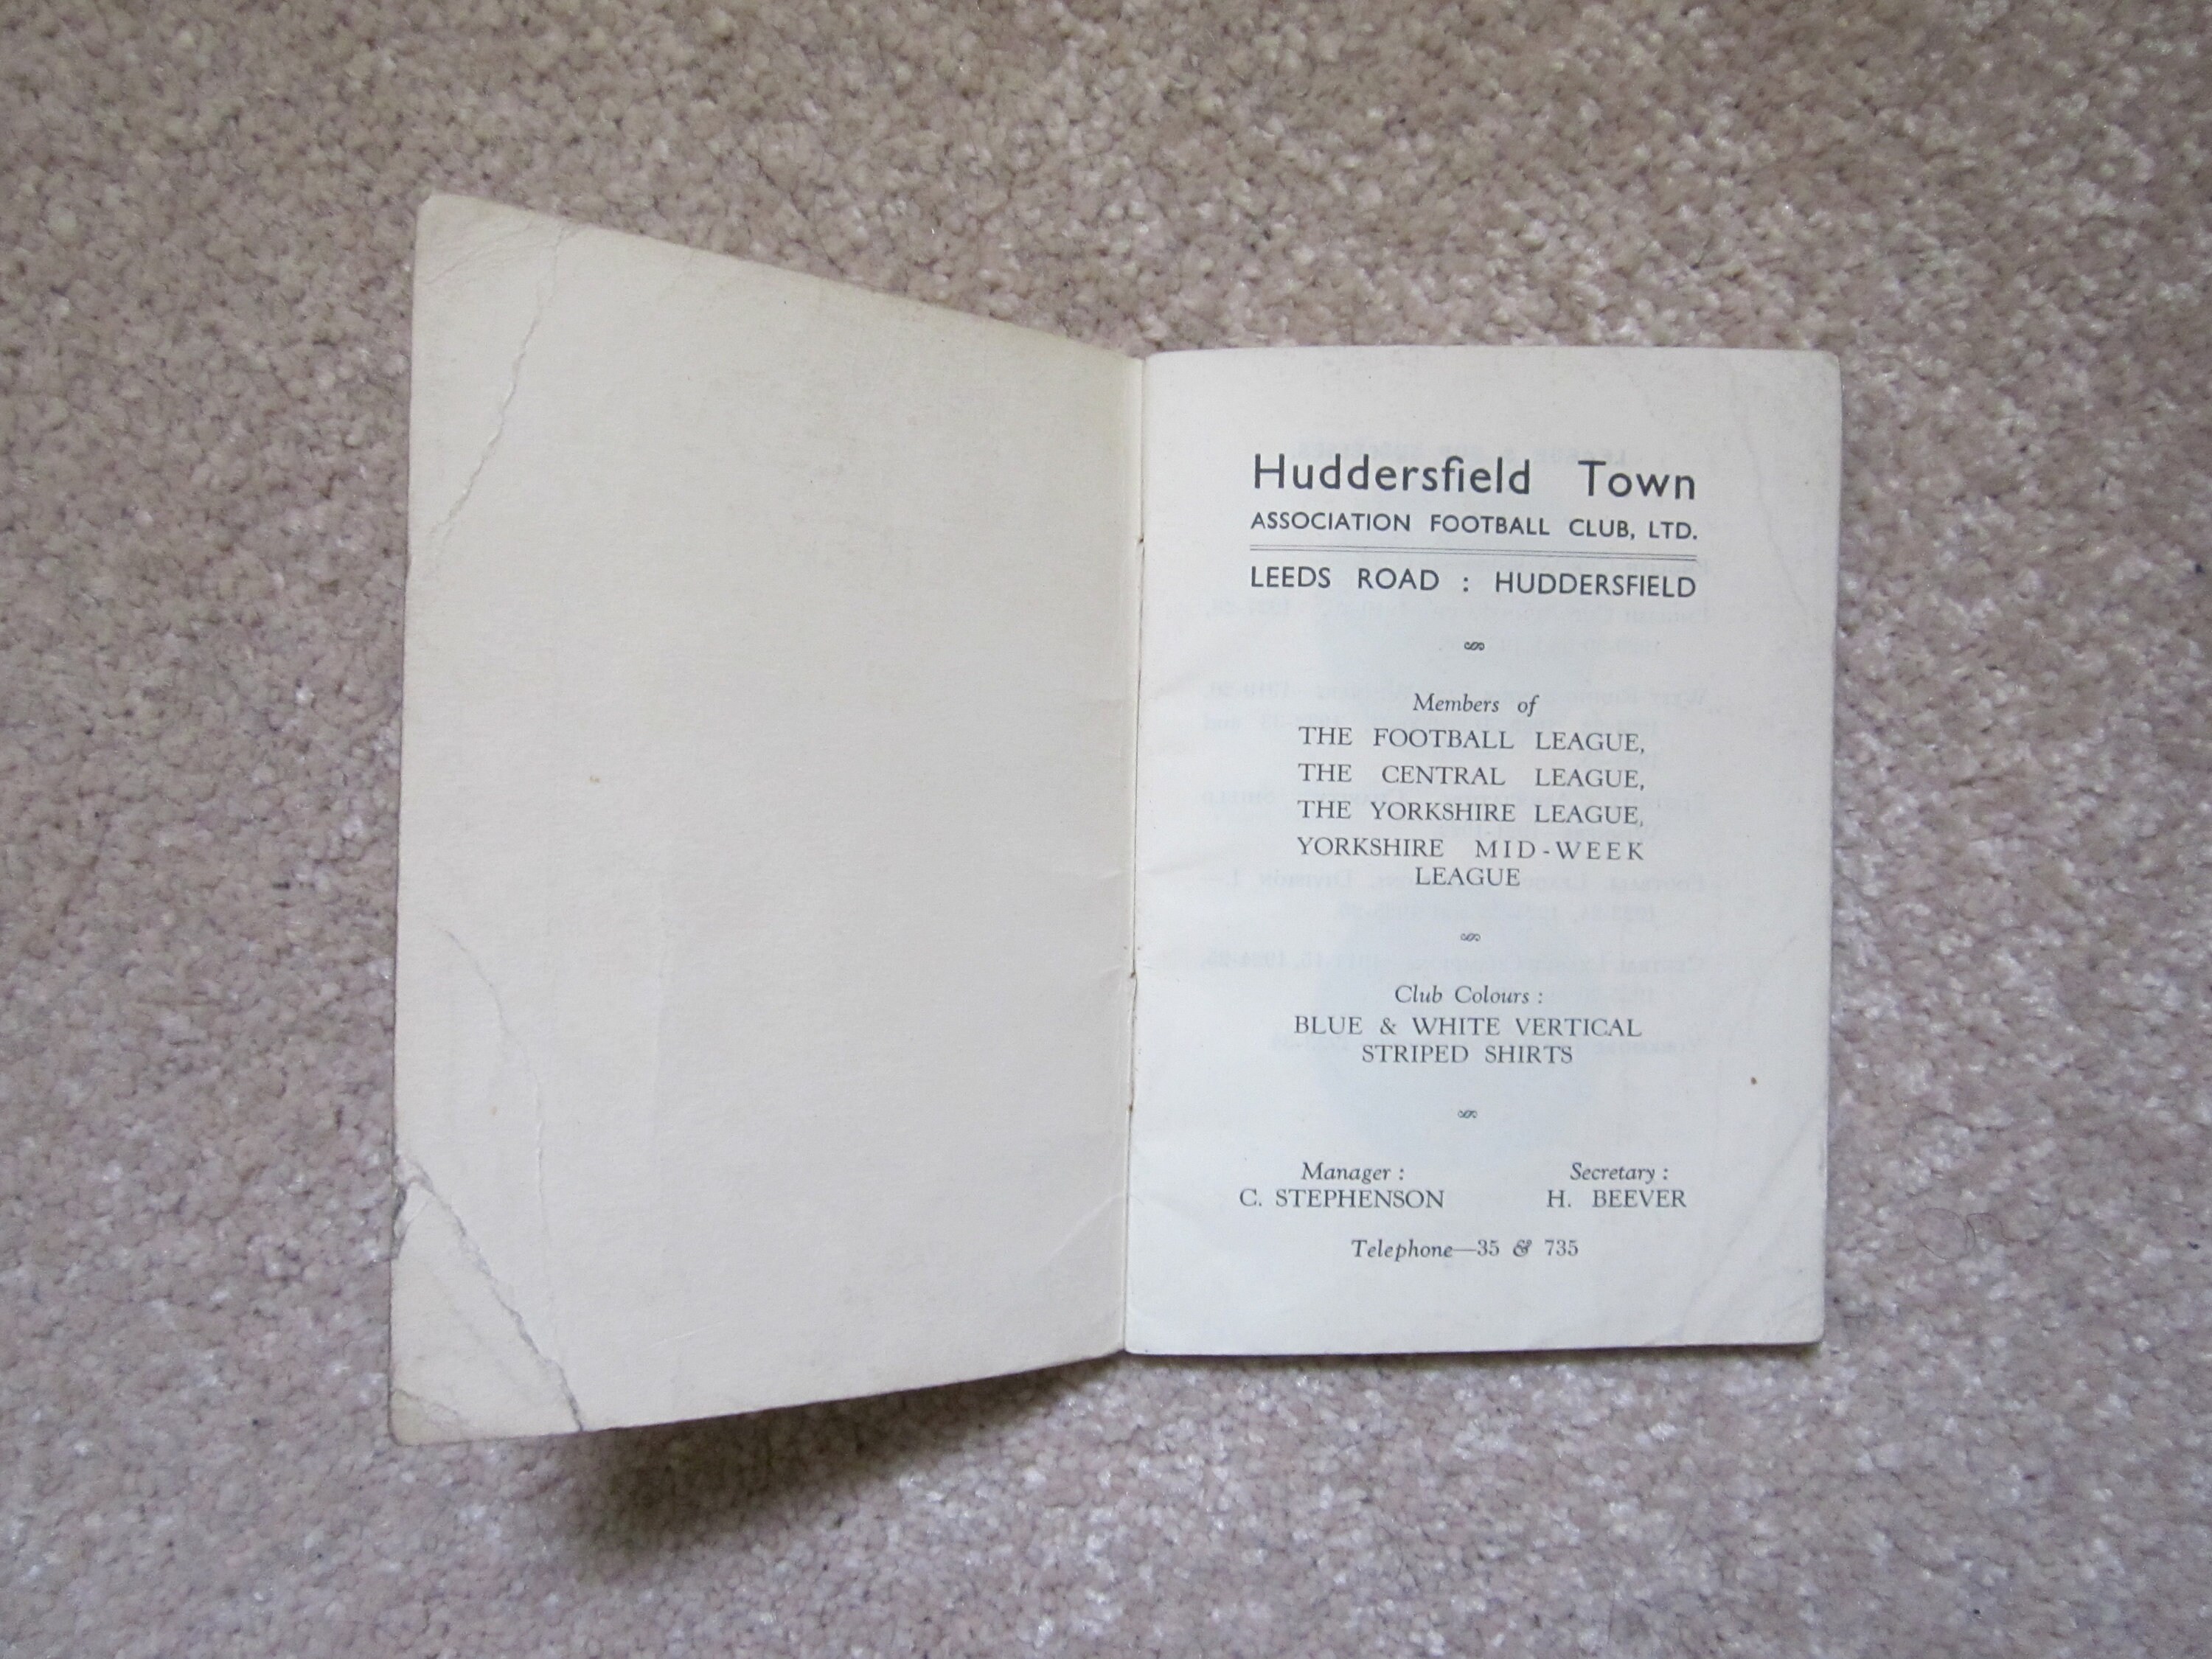 Huddersfield Town
ASSOCIATION FOOTBALL CLUB, LTD.
LEEDS ROAD : HUDDERSFIELD
Members of
THE FOOTBALL LEAGUE,
THE CENTRAL LEAGUE,
THE YORKSHIRE LEAGUE,
YORKSHIRE MID-WEEK
LEAGUE
Club Colours :
BLUE & WHITE VERTICAL
STRIPED SHIRTS
Manager : Secretary :
C. STEPHENSON H. BEEVER
Telephone—35 & 735